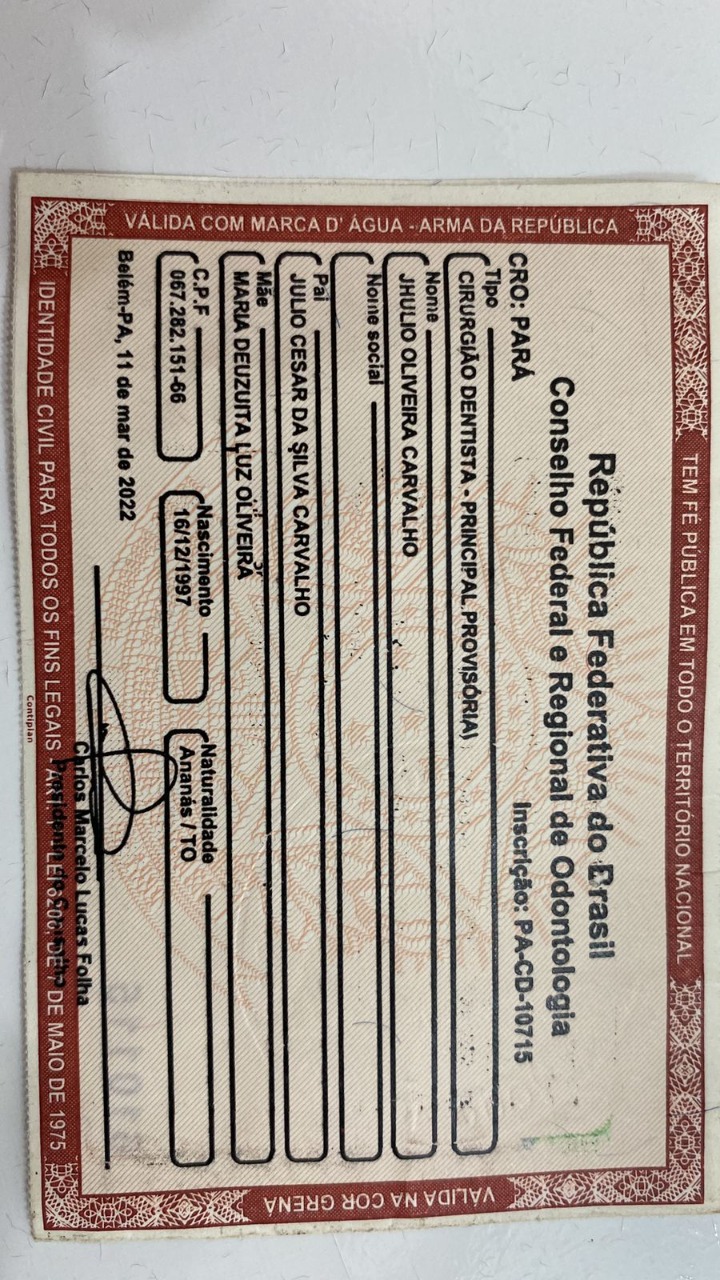 TEM FÉ PÚBLICA EM TODO O TERRITÓRIO NACIONAL
VÁLIDA COM MARCA D' ÁGUA - ARMA DA REPÚBLICA
República Federativa do Brasil
Conselho Federal e Regional de Odontologia
CRO: PARÁ Inscrição: PA-CD-10715
Tipo
CIRURGIÃO DENTISTA - PRINCIPAL PROVISÓRIA)
Nome
JHULIO OLIVEIRA CARVALHO
Nome social
Pai
JULIO CESAR DA SILVA CARVALHO
Mãe
MARIA DEUZUITA LUZ OLIVEIRA
C.P.F Nascimento Naturalidade
067.282.151-66 16/12/1997 Ananás / TO
Belém-PA, 11 de mar de 2022
Carlos Marcelo Lucas Folha
Presidente de
IDENTIDADE CIVIL PARA TODOS OS FINS LEGAIS DE MAIO DE 1975
VÁLIDA NA COR GRENA
Contiplan